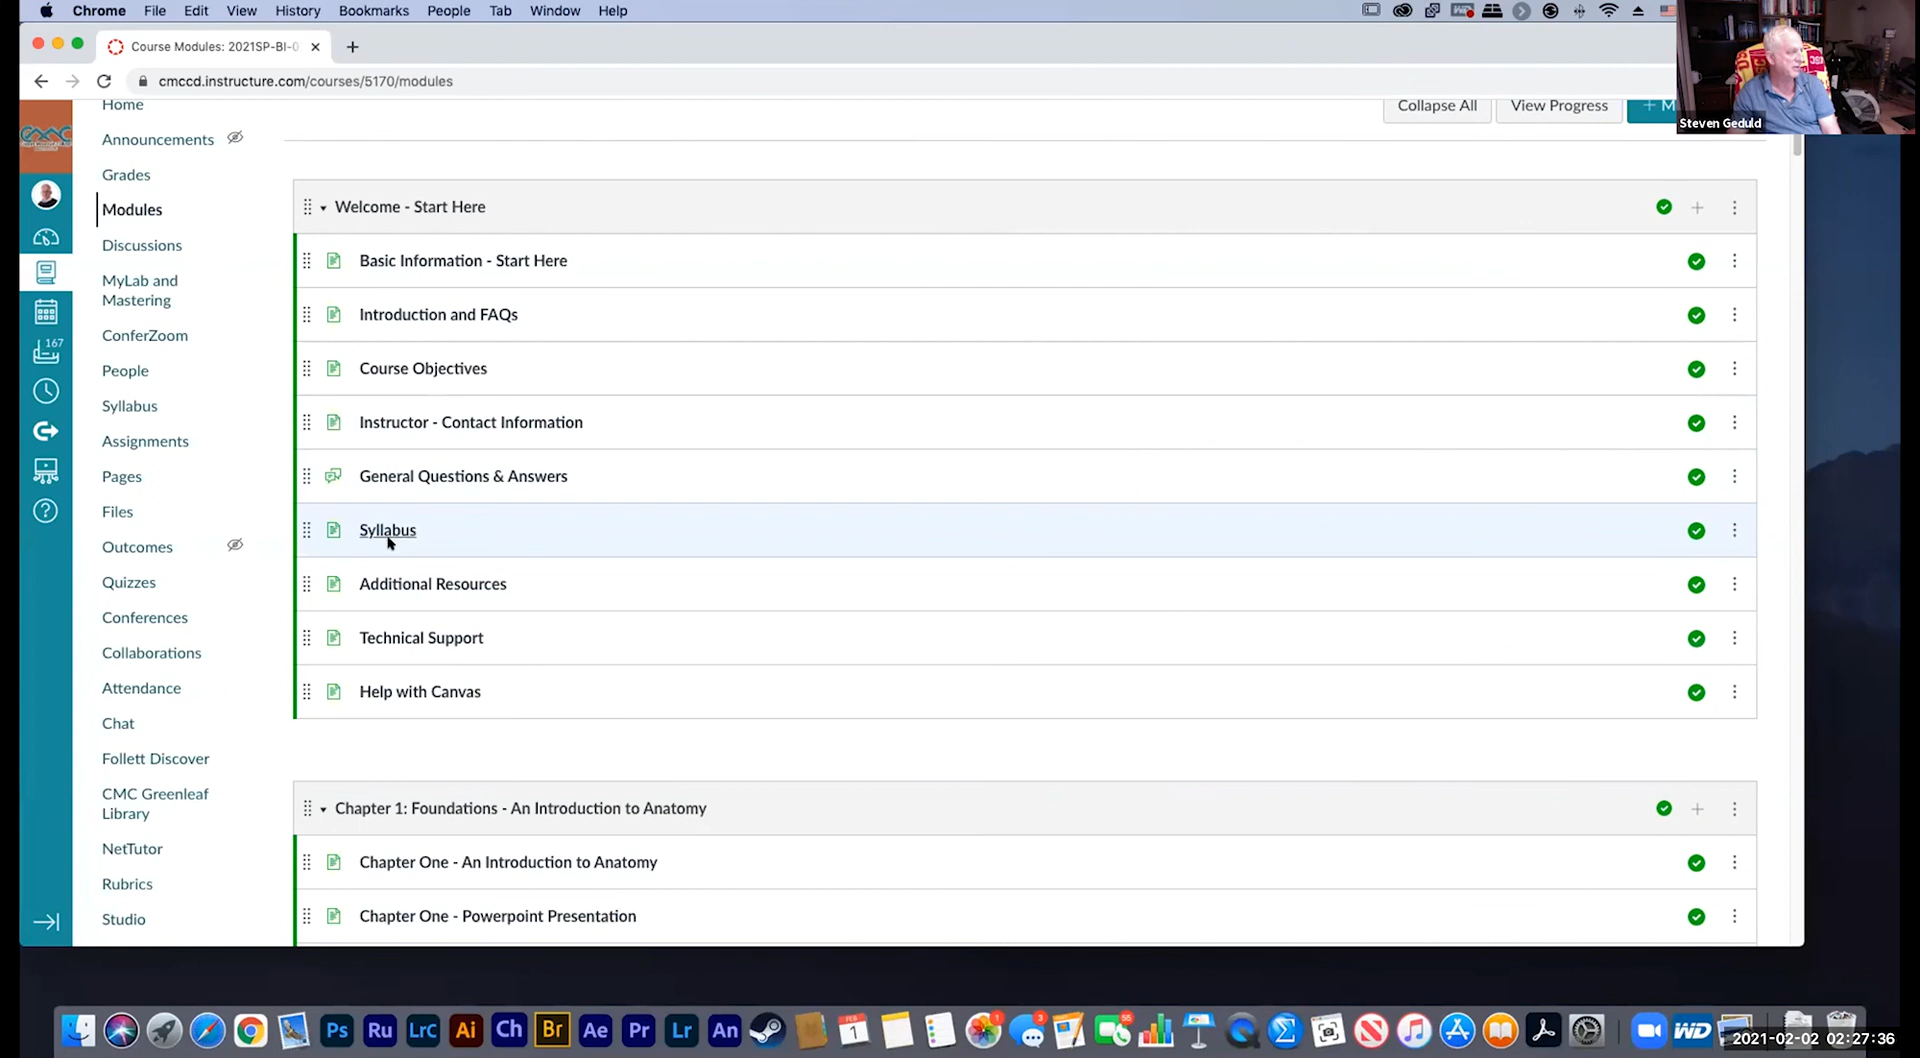 Chrome File Edit View History Bookmarks People Tab Window Help
Course Modules: 2021SP-BI-0
cmccd.instructure.com/courses/5170/modules
Steven Geduld
Collapse All
View Progress
+ M
CMC
167
Home
Announcements
Grades
Modules
Discussions
MyLab and
Mastering
ConferZoom
People
Syllabus
Assignments
Pages
Files
Outcomes
Quizzes
Conferences
Collaborations
Attendance
Chat
Follett Discover
CMC Greenleaf
Library
NetTutor
Rubrics
Studio
Welcome - Start Here
Basic Information - Start Here
Introduction and FAQs
Course Objectives
Instructor - Contact Information
General Questions & Answers
Syllabus
Additional Resources
Technical Support
Help with Canvas
Chapter 1: Foundations - An Introduction to Anatomy
Chapter One - An Introduction to Anatomy
Chapter One - Powerpoint Presentation
Ps Ru LrC Ai Ch Br Ae Pr Lr An FEB 1 1 3 55 WD
2021-02-02 02:27:36